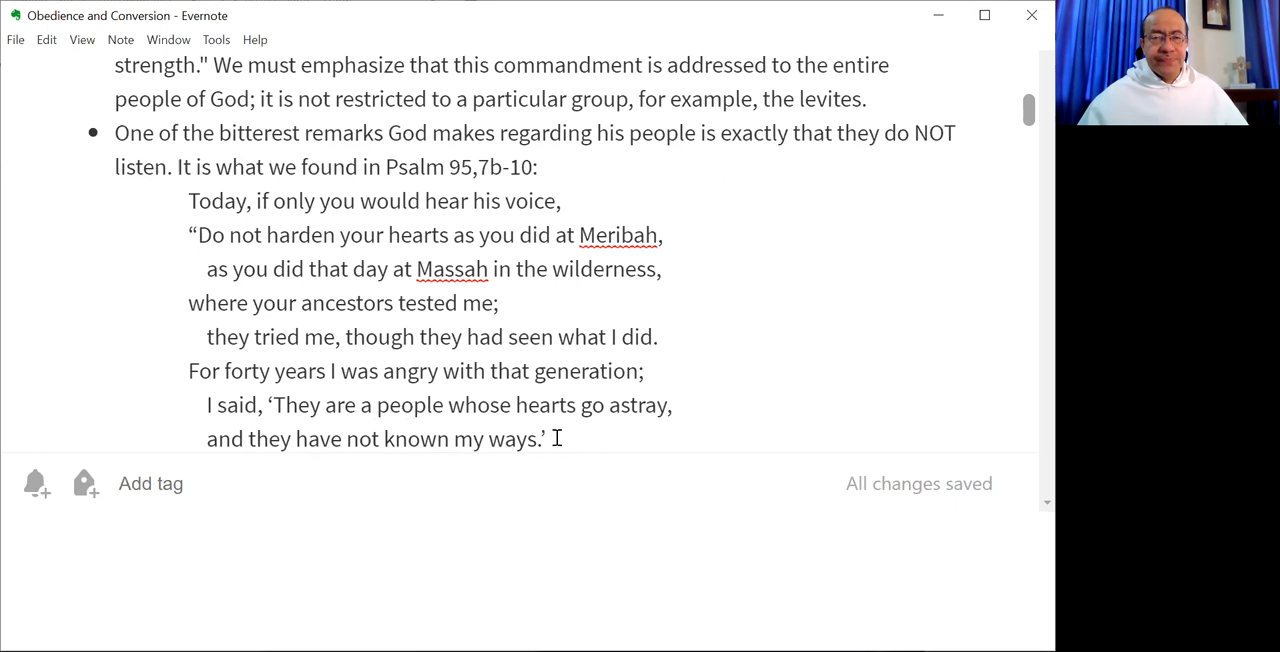 Obedience and Conversion - Evernote
File Edit View Note Window Tools Help
strength." We must emphasize that this commandment is addressed to the entire
people of God; it is not restricted to a particular group, for example, the levites.
One of the bitterest remarks God makes regarding his people is exactly that they do NOT
listen. It is what we found in Psalm 95,7b-10:
Today, if only you would hear his voice,
“Do not harden your hearts as you did at Meribah,
as you did that day at Massah in the wilderness,
where your ancestors tested me;
they tried me, though they had seen what I did.
For forty years I was angry with that generation;
I said, ‘They are a people whose hearts go astray,
and they have not known my ways.’
Add tag
All changes saved